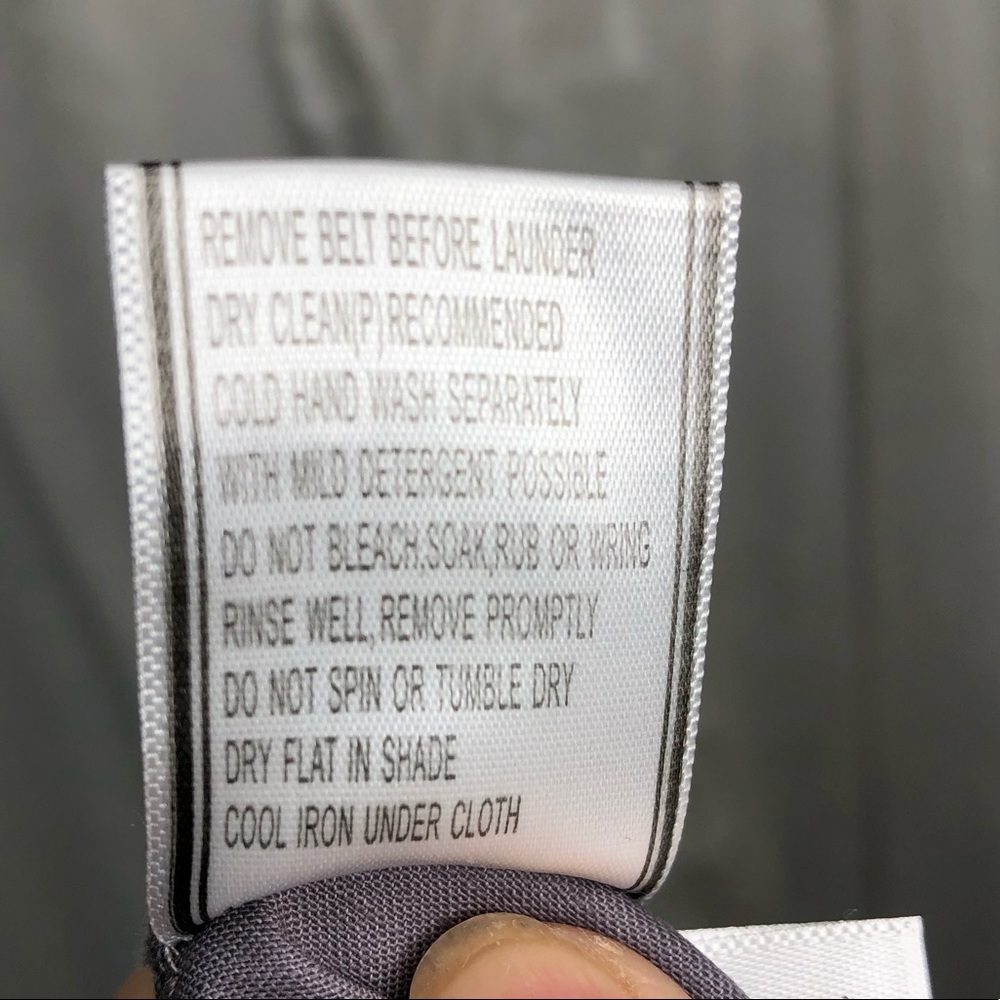 REMOVE BELT BEFORE LAUNDER
DRY CLEAN(P)RECOMMENDED
COLD HAND WASH SEPARATELY
WITH MILD DETERGENT POSSIBLE
DO NOT BLEACH.SOAK,RUB OR WRING
RINSE WELL,REMOVE PROMPTLY
DO NOT SPIN OR TUMBLE DRY
DRY FLAT IN SHADE
COOL IRON UNDER CLOTH